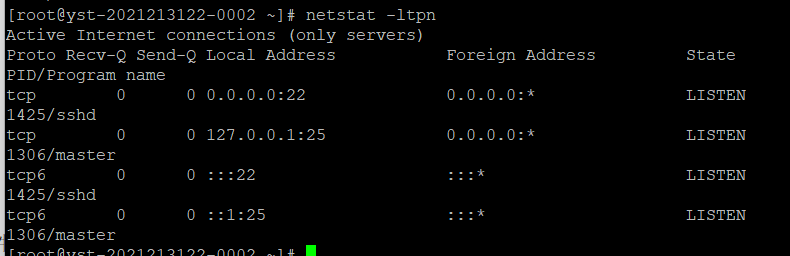 [root@yst-2021213122-0002 ~]# netstat -ltpn
Active Internet connections (only servers)
Proto Recv-Q Send-Q Local Address           Foreign Address         State
PID/Program name
tcp        0      0 0.0.0.0:22              0.0.0.0:*               LISTEN
1425/sshd
tcp        0      0 127.0.0.1:25            0.0.0.0:*               LISTEN
1306/master
tcp6       0      0 :::22                   :::*                    LISTEN
1425/sshd
tcp6       0      0 ::1:25                  :::*                    LISTEN
1306/master
[root@yst-2021213122-0002 ~]#